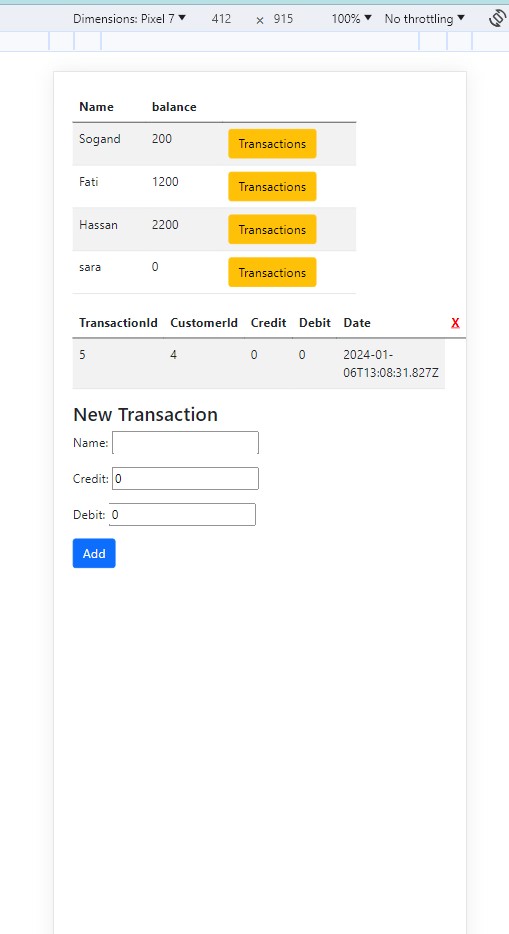 Dimensions: Pixel 7 ▼ 412 × 915 100% ▼ No throttling ▼
Name balance
Sogand 200 Transactions
Fati 1200 Transactions
Hassan 2200 Transactions
sara 0 Transactions
TransactionId CustomerId Credit Debit Date X
5 4 0 0 2024-01-
06T13:08:31.827Z
New Transaction
Name:
Credit: 0
Debit: 0
Add